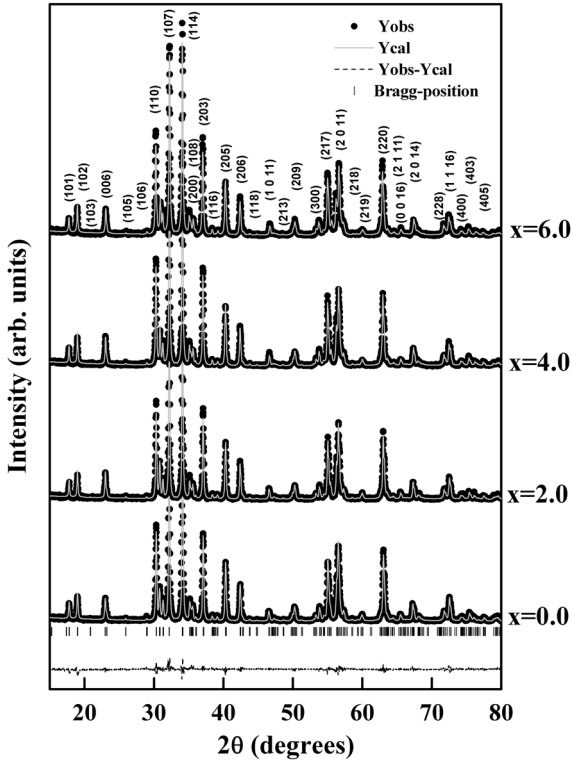 Yobs
Ycal
Yobs-Ycal
Bragg-position
(101)
(102)
(103)
(006)
(105)
(106)
(110)
(107)
(114)
(200)
(108)
(203)
(116)
(205)
(206)
(118)
(1 0 11)
(213)
(209)
(300)
(217)
(2 0 11)
(218)
(219)
(220)
(0 0 16)
(2 1 11)
(2 0 14)
(228)
(1 1 16)
(400)
(403)
(405)
x=6.0
x=4.0
x=2.0
x=0.0
Intensity (arb. units)
20 30 40 50 60 70 80
2θ (degrees)